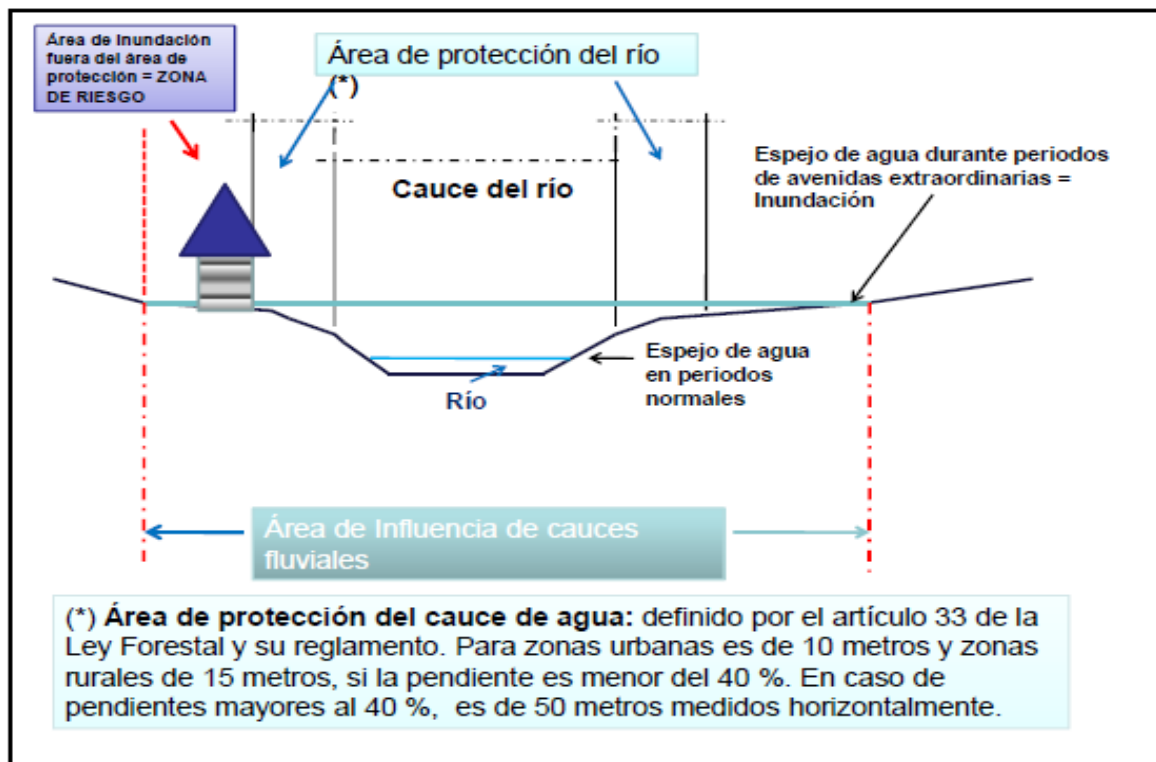 Área de Inundación
fuera del área de
protección = ZONA
DE RIESGO
Área de protección del río
(*)
Cauce del río
Espejo de agua durante periodos
de avenidas extraordinarias =
Inundación
Espejo de agua
en periodos
normales
Río
Área de Influencia de cauces
fluviales
(*) Área de protección del cauce de agua: definido por el artículo 33 de la
Ley Forestal y su reglamento. Para zonas urbanas es de 10 metros y zonas
rurales de 15 metros, si la pendiente es menor del 40 %. En caso de
pendientes mayores al 40 %, es de 50 metros medidos horizontalmente.